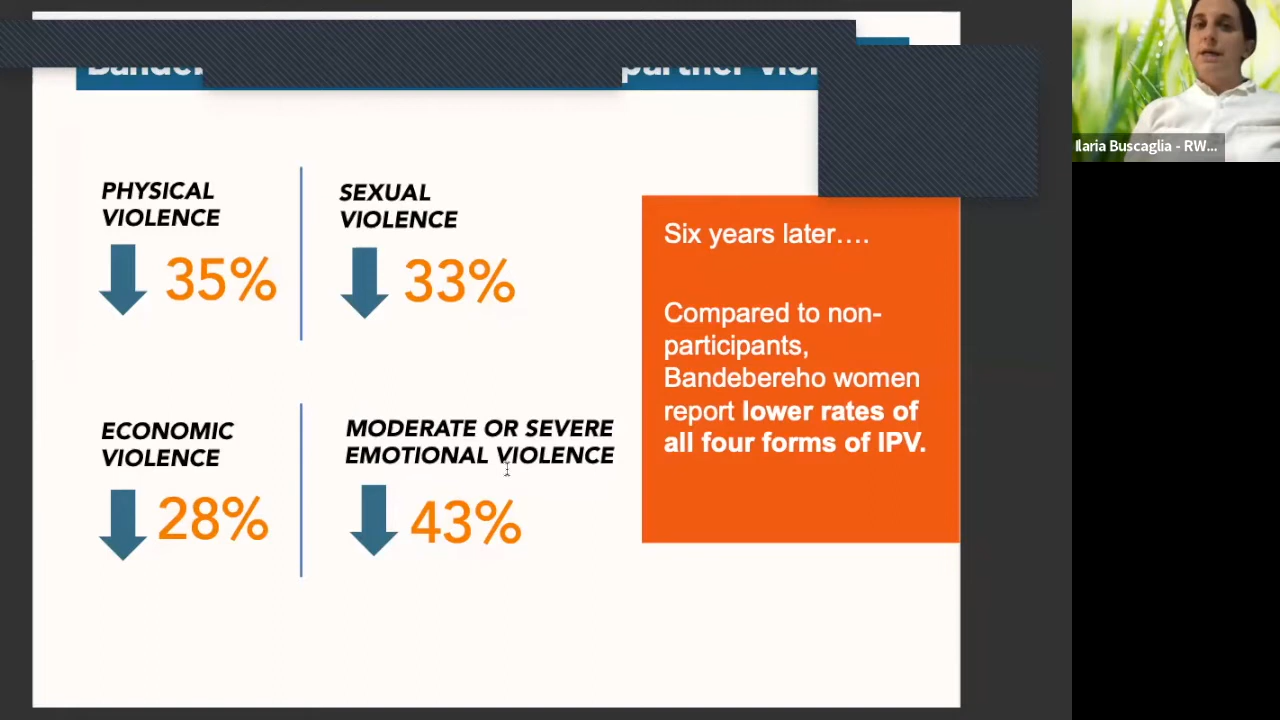 PHYSICAL
VIOLENCE
35%
SEXUAL
VIOLENCE
33%
ECONOMIC
VIOLENCE
28%
MODERATE OR SEVERE
EMOTIONAL VIOLENCE
43%
Six years later….
Compared to non-
participants,
Bandebereho women
report lower rates of
all four forms of IPV.
Ilaria Buscaglia - RW...